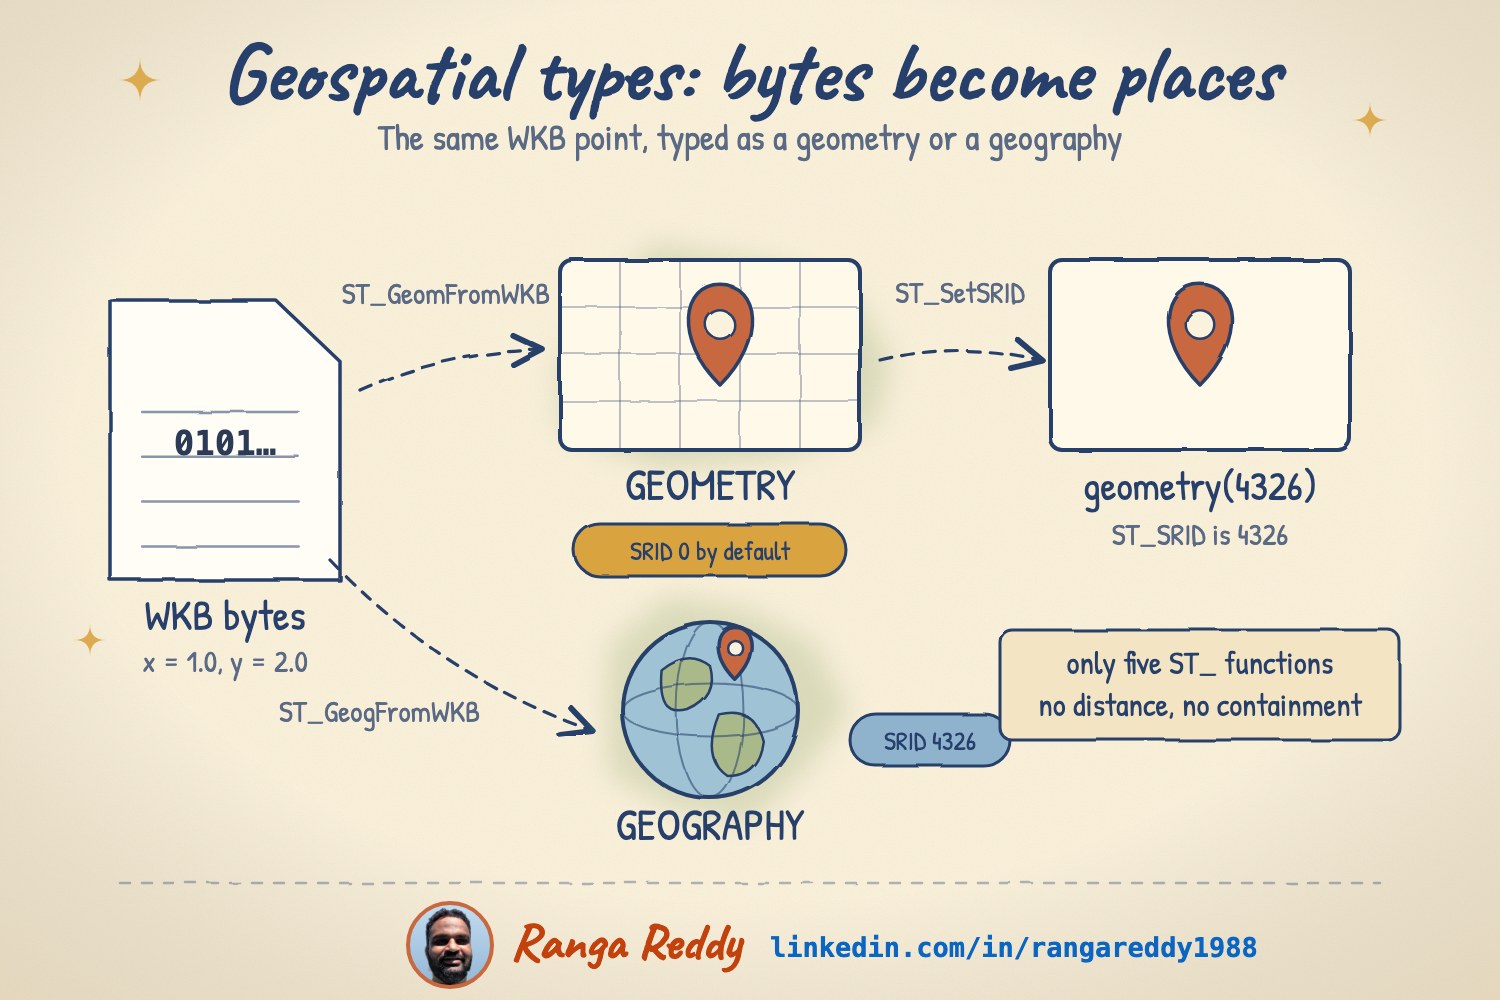 Geospatial types: bytes become places
The same WKB point, typed as a geometry or a geography
ST_GeomFromWKB
ST_SetSRID
0101…
GEOMETRY
SRID 0 by default
geometry(4326)
ST_SRID is 4326
WKB bytes
x = 1.0, y = 2.0
ST_GeogFromWKB
only five ST_ functions
no distance, no containment
SRID 4326
GEOGRAPHY
Ranga Reddy
linkedin.com/in/rangareddy1988